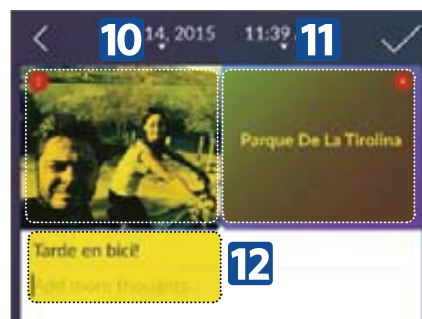 10 14, 2015 11:39 11
Parque De La Tirolina
Tarde en bici!
12
Add more thoughts...